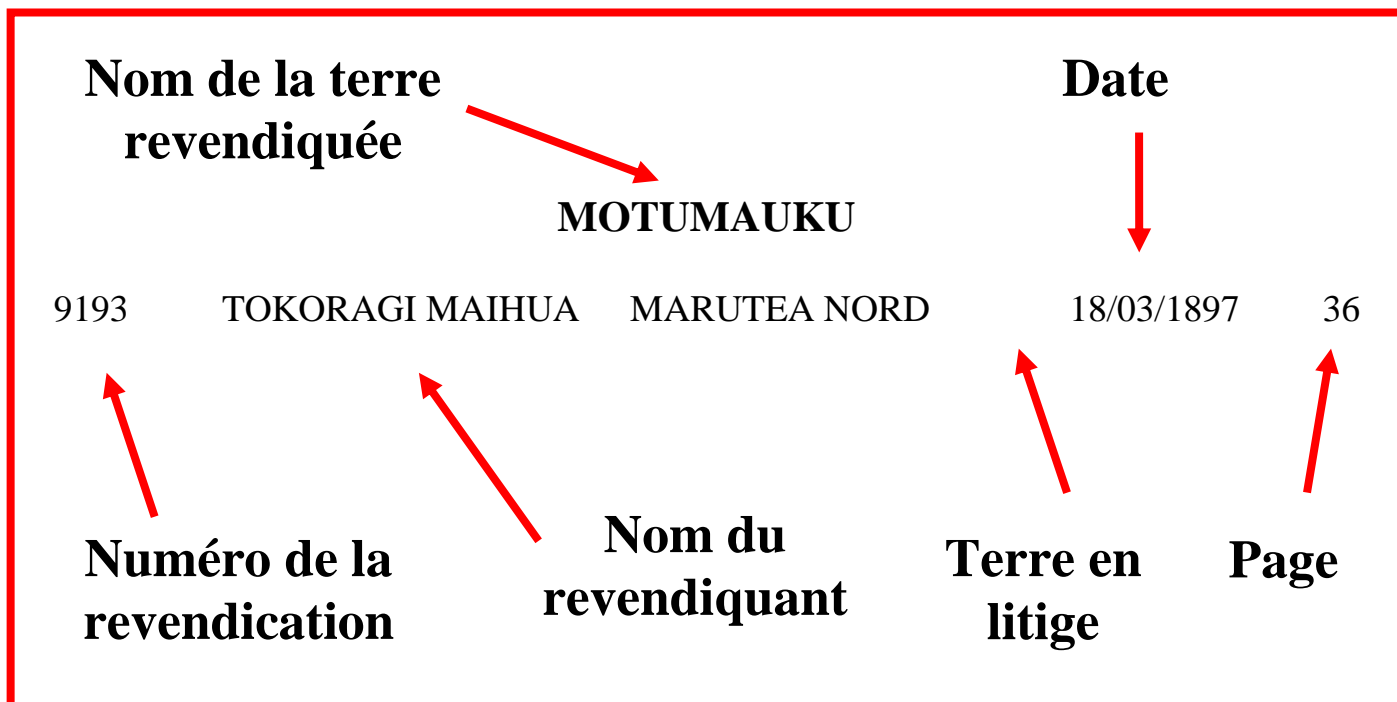 Nom de la terre
revendiquée
Date
MOTUMAUKU
9193 TOKORAGI MAIHUA MARUTEA NORD 18/03/1897 36
Numéro de la
revendication
Nom du
revendiquant
Terre en
litige
Page